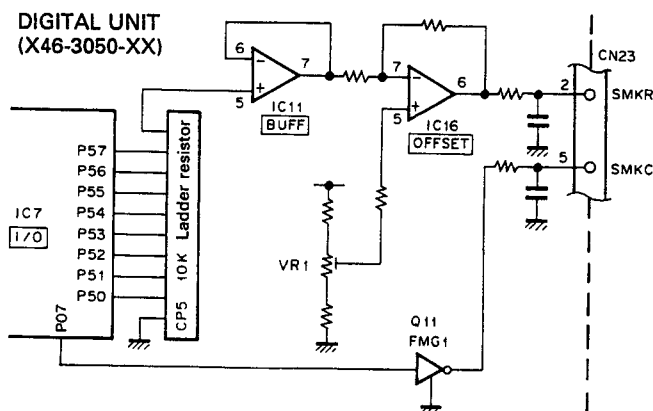 DIGITAL UNIT
(X46-3050-XX)
6
7
5
IC11
BUFF
7
6
5
IC16
OFFSET
CN23
2
SMKR
5
SMKC
IC7
I/O
P57
P56
P55
P54
P53
P52
P51
P50
P07
CP5 10K Ladder resistor
VR1
Q11
FMG1